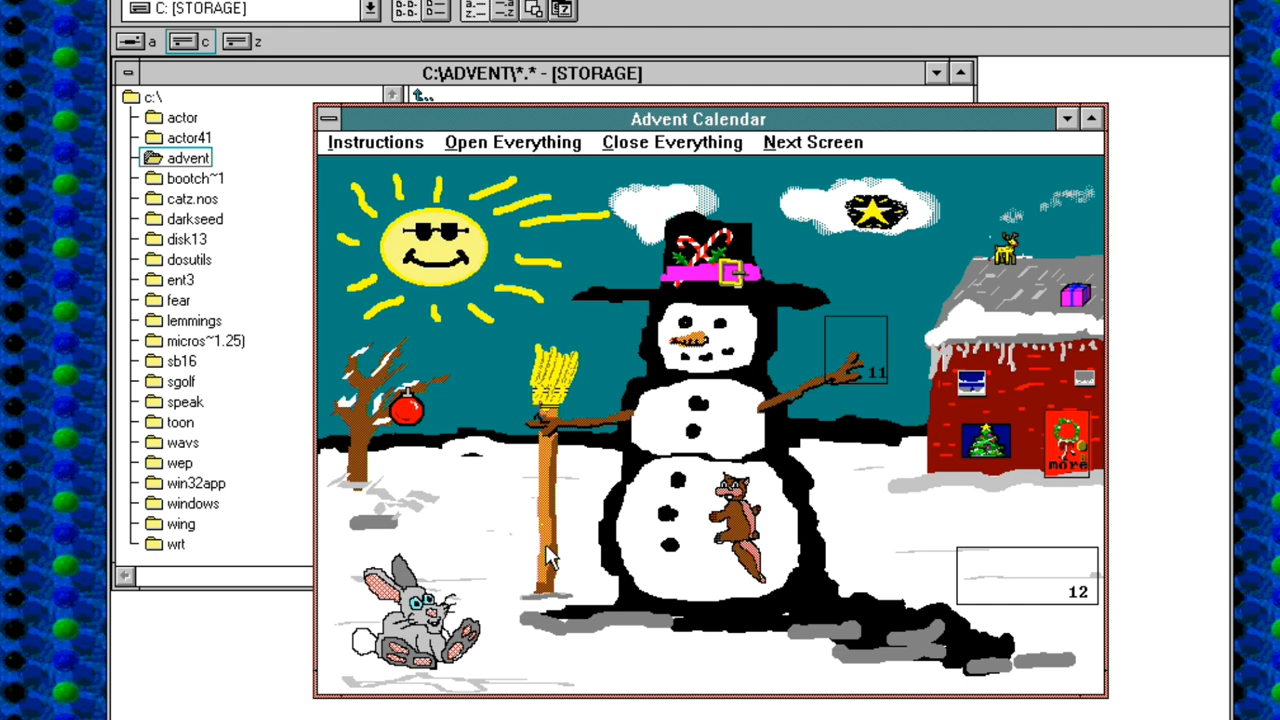 C: [STORAGE]
a c z
C:\ADVENT\*.* - [STORAGE]
c:\
actor
actor41
advent
bootch~1
catz.nos
darkseed
disk13
dosutils
ent3
fear
lemmings
micros~1.25)
sb16
sgolf
speak
toon
wavs
wep
win32app
windows
wing
wrt
..
Advent Calendar
Instructions Open Everything Close Everything Next Screen
11
more
12